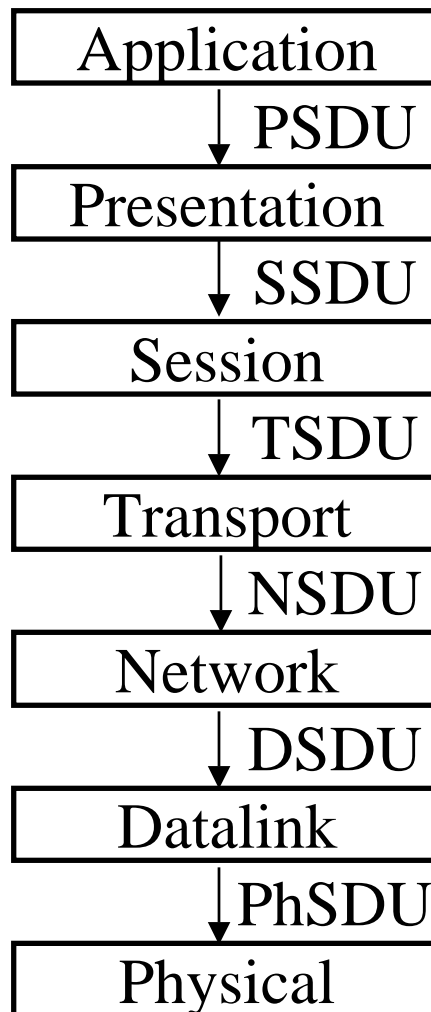 Application
PSDU
Presentation
SSDU
Session
TSDU
Transport
NSDU
Network
DSDU
Datalink
PhSDU
Physical